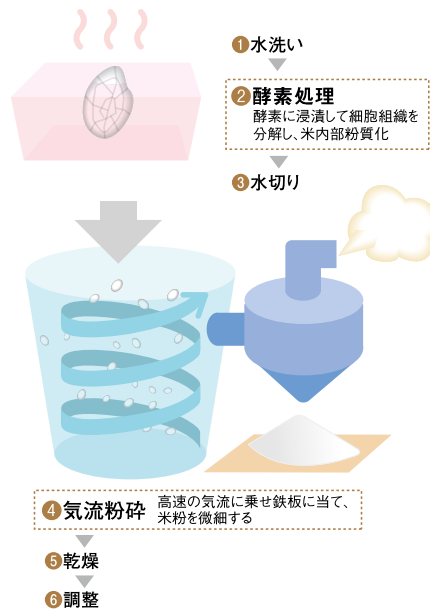 ❶水洗い
❷酵素処理
酵素に浸漬して細胞組織を
分解し、米内部粉質化
❸水切り
❹気流粉砕
高速の気流に乗せ鉄板に当て、
米粉を微細する
❺乾燥
❻調整